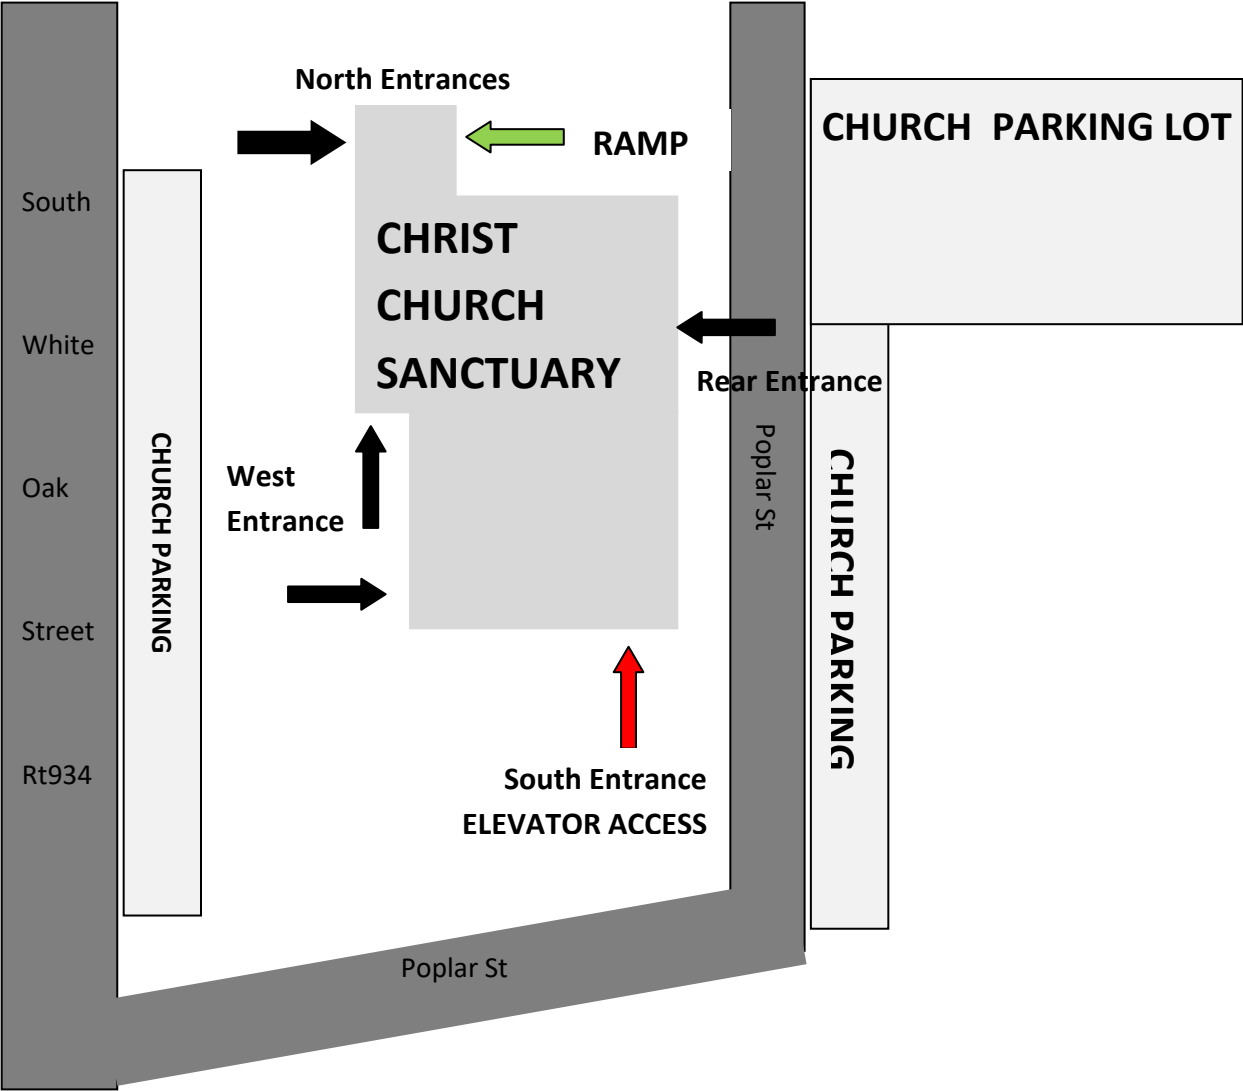 North Entrances
RAMP
CHURCH PARKING LOT
South
White
Oak
Street
Rt934
CHURCH PARKING
CHRIST
CHURCH
SANCTUARY
Rear Entrance
West
Entrance
Poplar St
CHURCH PARKING
South Entrance
ELEVATOR ACCESS
Poplar St